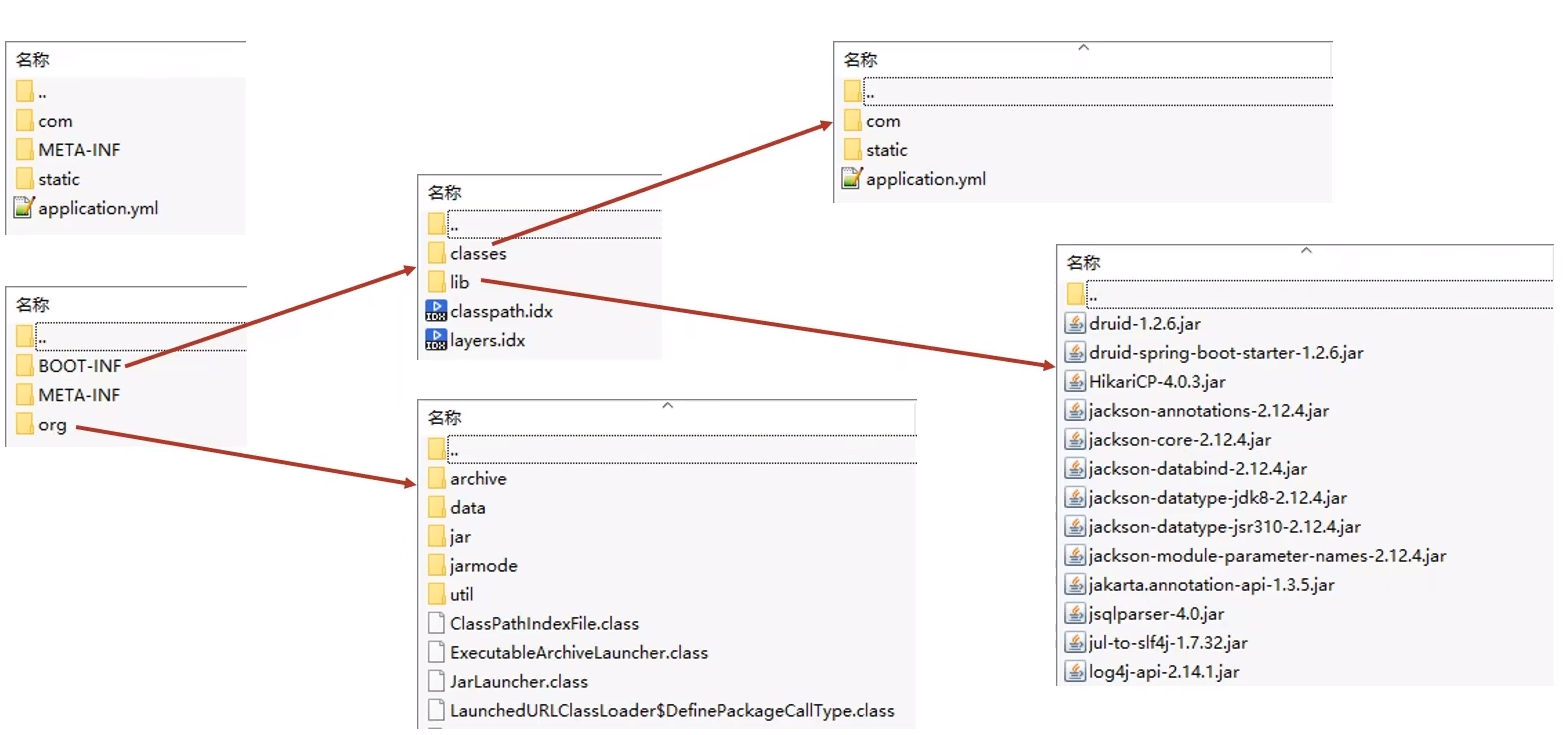 名称
..
com
META-INF
static
application.yml
名称
..
BOOT-INF
META-INF
org
名称
..
classes
lib
classpath.idx
layers.idx
名称
..
archive
data
jar
jarmode
util
ClassPathIndexFile.class
ExecutableArchiveLauncher.class
JarLauncher.class
LaunchedURLClassLoader$DefinePackageCallType.class
名称
..
com
static
application.yml
名称
..
druid-1.2.6.jar
druid-spring-boot-starter-1.2.6.jar
HikariCP-4.0.3.jar
jackson-annotations-2.12.4.jar
jackson-core-2.12.4.jar
jackson-databind-2.12.4.jar
jackson-datatype-jdk8-2.12.4.jar
jackson-datatype-jsr310-2.12.4.jar
jackson-module-parameter-names-2.12.4.jar
jakarta.annotation-api-1.3.5.jar
jsqlparser-4.0.jar
jul-to-slf4j-1.7.32.jar
log4j-api-2.14.1.jar